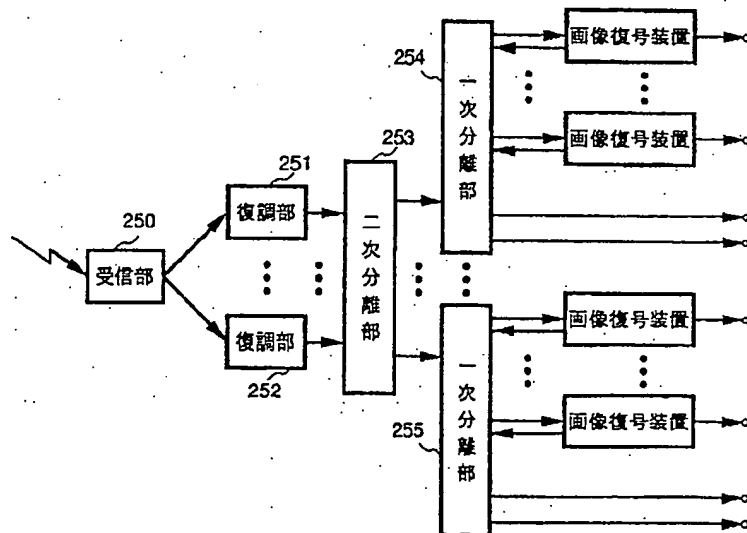 254
一次分離部
画像復号装置
画像復号装置
253
二次分離部
251
復調部
250
受信部
復調部
252
255
一次分離部
画像復号装置
画像復号装置